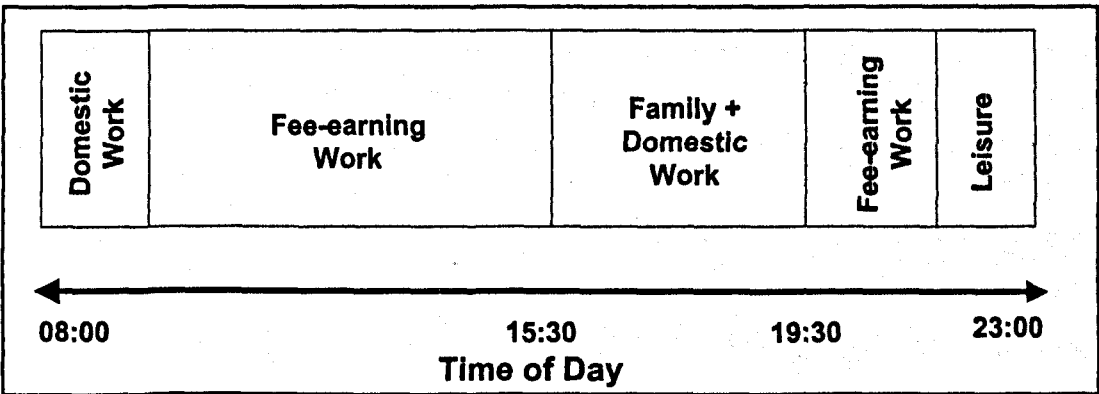 Domestic
Work
Fee-earning
Work
Family +
Domestic
Work
Fee-earning
Work
Leisure
08:00
15:30
19:30
23:00
Time of Day